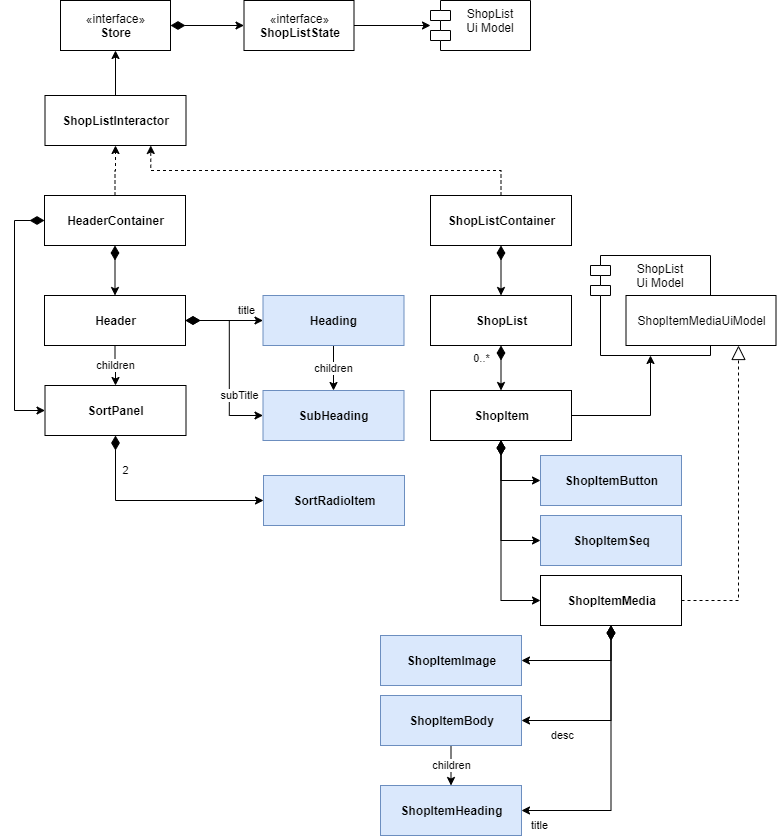 «interface»
Store
«interface»
ShopListState
ShopList
Ui Model
ShopListInteractor
HeaderContainer
ShopListContainer
ShopList
Ui Model
ShopItemMediaUiModel
Header
title
Heading
ShopList
children
children
0..*
subTitle
SortPanel
SubHeading
ShopItem
2
SortRadioItem
ShopItemButton
ShopItemSeq
ShopItemMedia
ShopItemImage
ShopItemBody
desc
children
ShopItemHeading
title